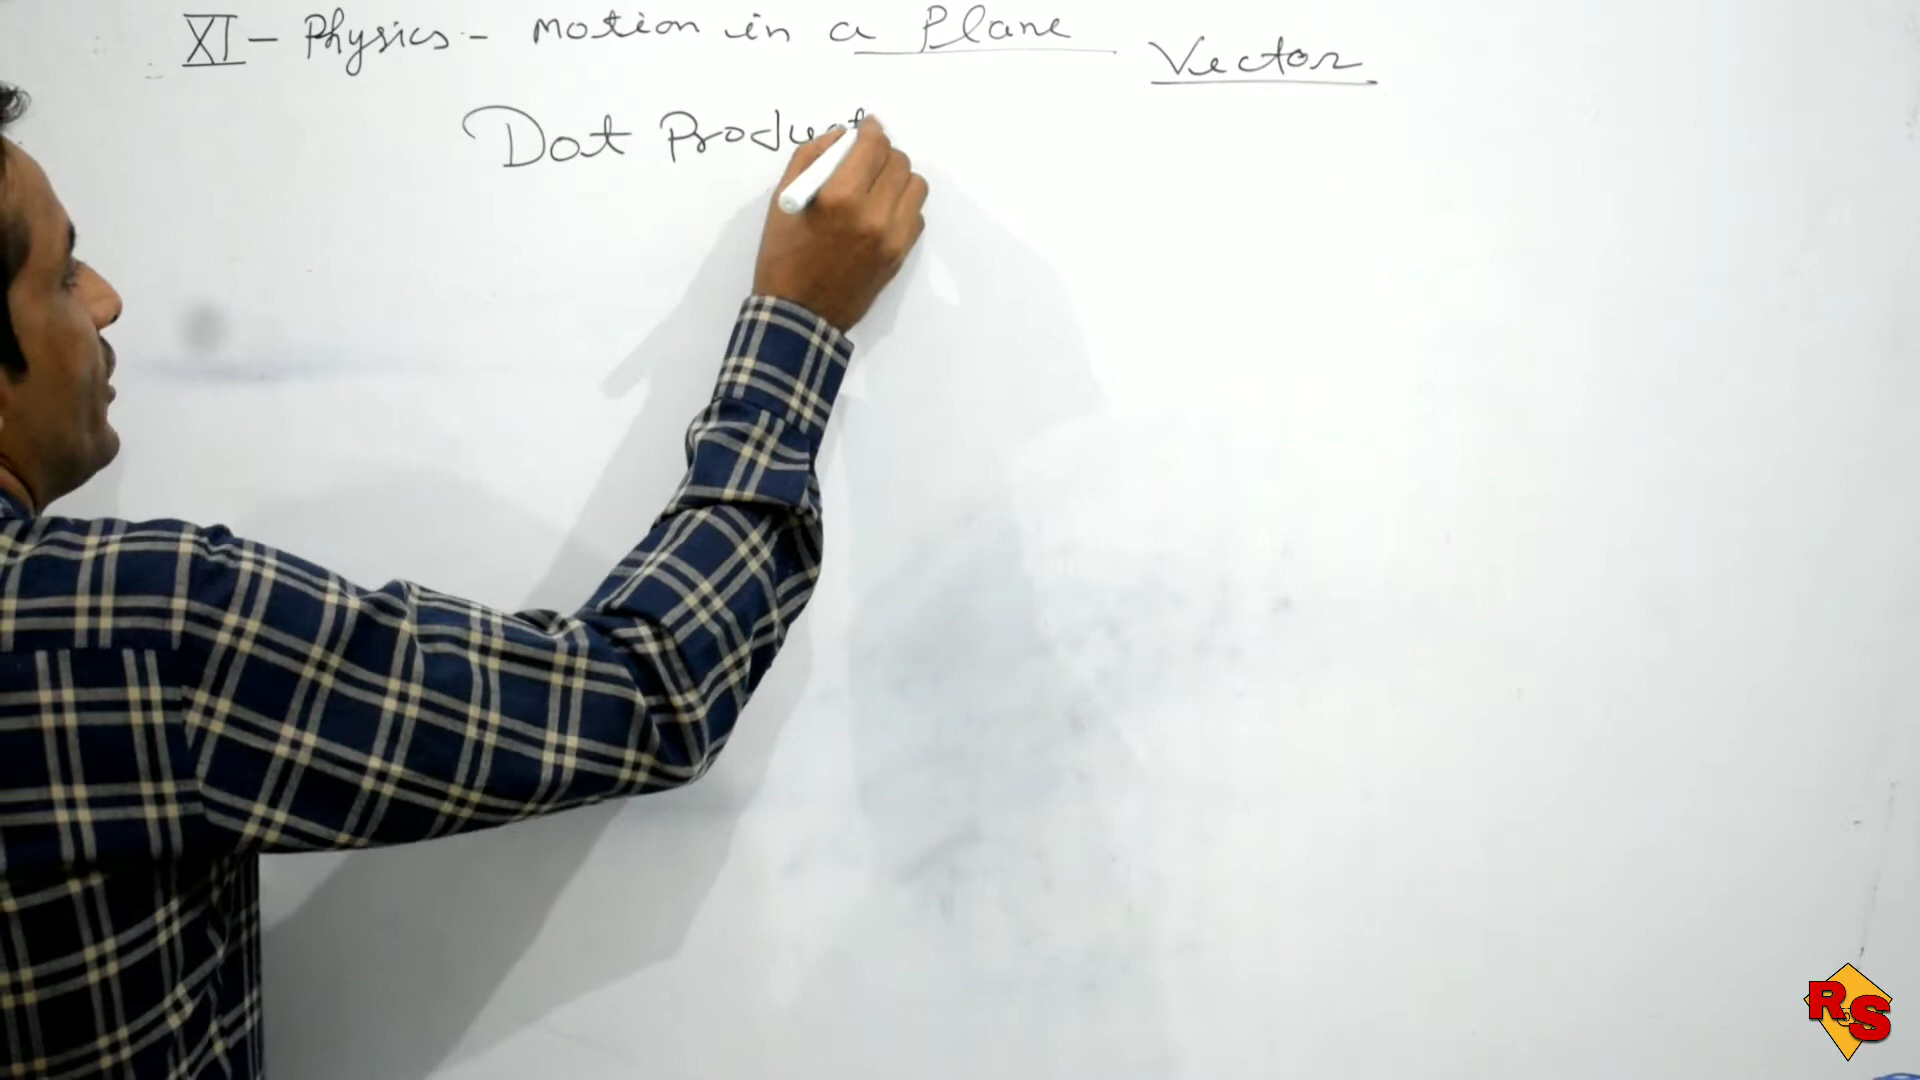 XI - Physics - Motion in a Plane
Vector
Dot Product
RS